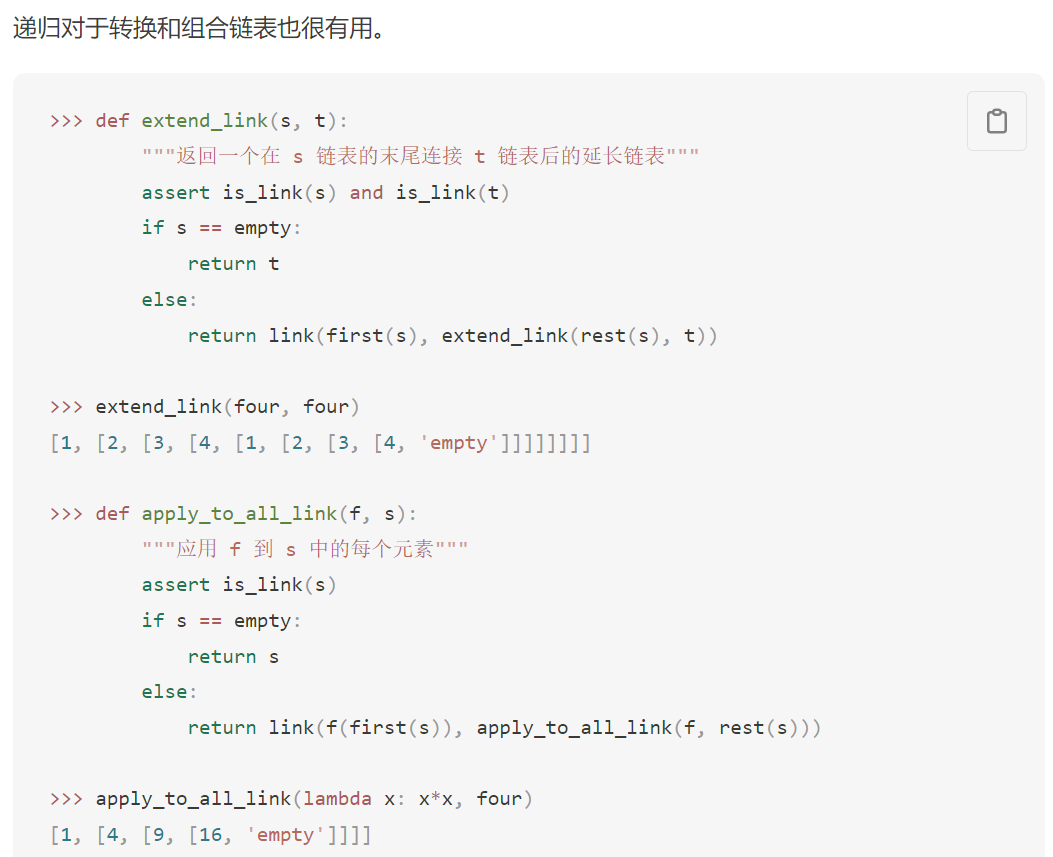 递归对于转换和组合链表也很有用。
>>> def extend_link(s, t):
        """返回一个在 s 链表的末尾连接 t 链表后的延长链表"""
        assert is_link(s) and is_link(t)
        if s == empty:
            return t
        else:
            return link(first(s), extend_link(rest(s), t))
>>> extend_link(four, four)
[1, [2, [3, [4, [1, [2, [3, [4, 'empty']]]]]]]]
>>> def apply_to_all_link(f, s):
        """应用 f 到 s 中的每个元素"""
        assert is_link(s)
        if s == empty:
            return s
        else:
            return link(f(first(s)), apply_to_all_link(f, rest(s)))
>>> apply_to_all_link(lambda x: x*x, four)
[1, [4, [9, [16, 'empty']]]]